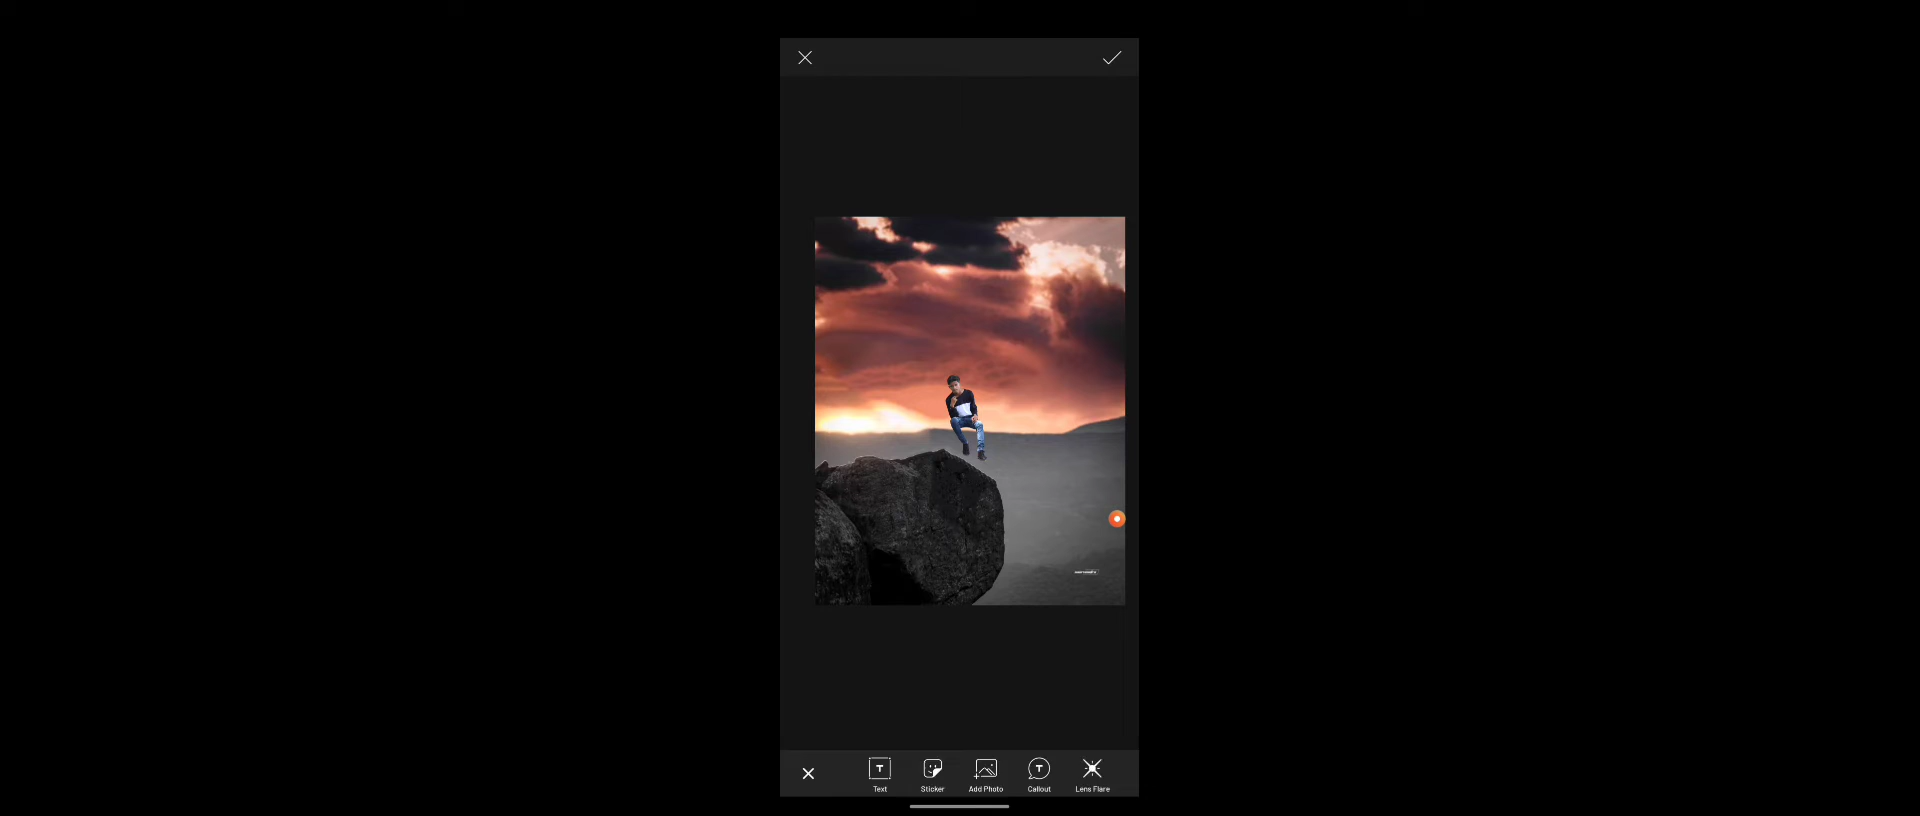 Text
Sticker
Add Photo
Callout
Lens Flare